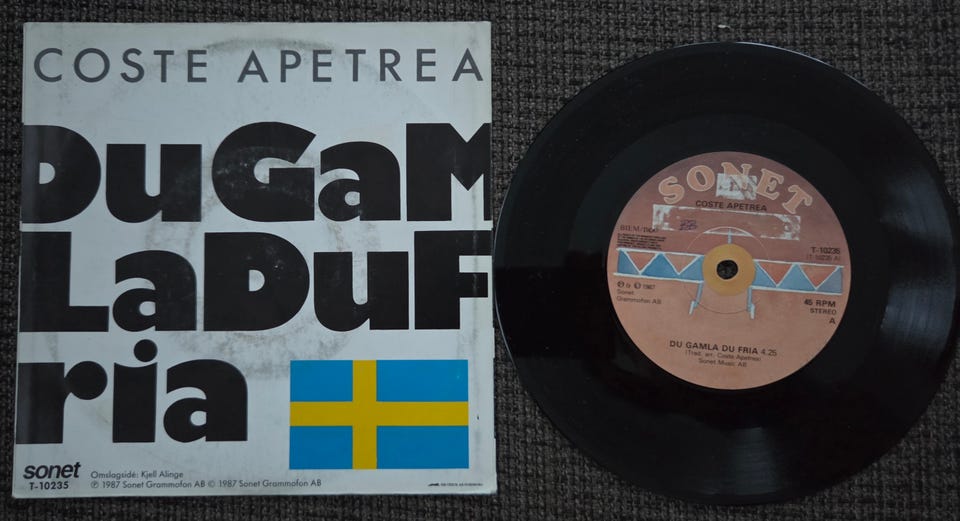 COSTE APETREA
DuGaM
LaDuF
ria
sonet
T-10235
Omslagsidé: Kjell Alinge
℗ 1987 Sonet Grammofon AB © 1987 Sonet Grammofon AB
SONET
COSTE APETREA
BIEM/
T-10235
(T-10235 A)
℗ 1987
Sonet
Grammofon AB
45 RPM
STEREO
A
DU GAMLA DU FRIA 4.25
(Trad. arr. Coste Apetrea)
Sonet Music AB